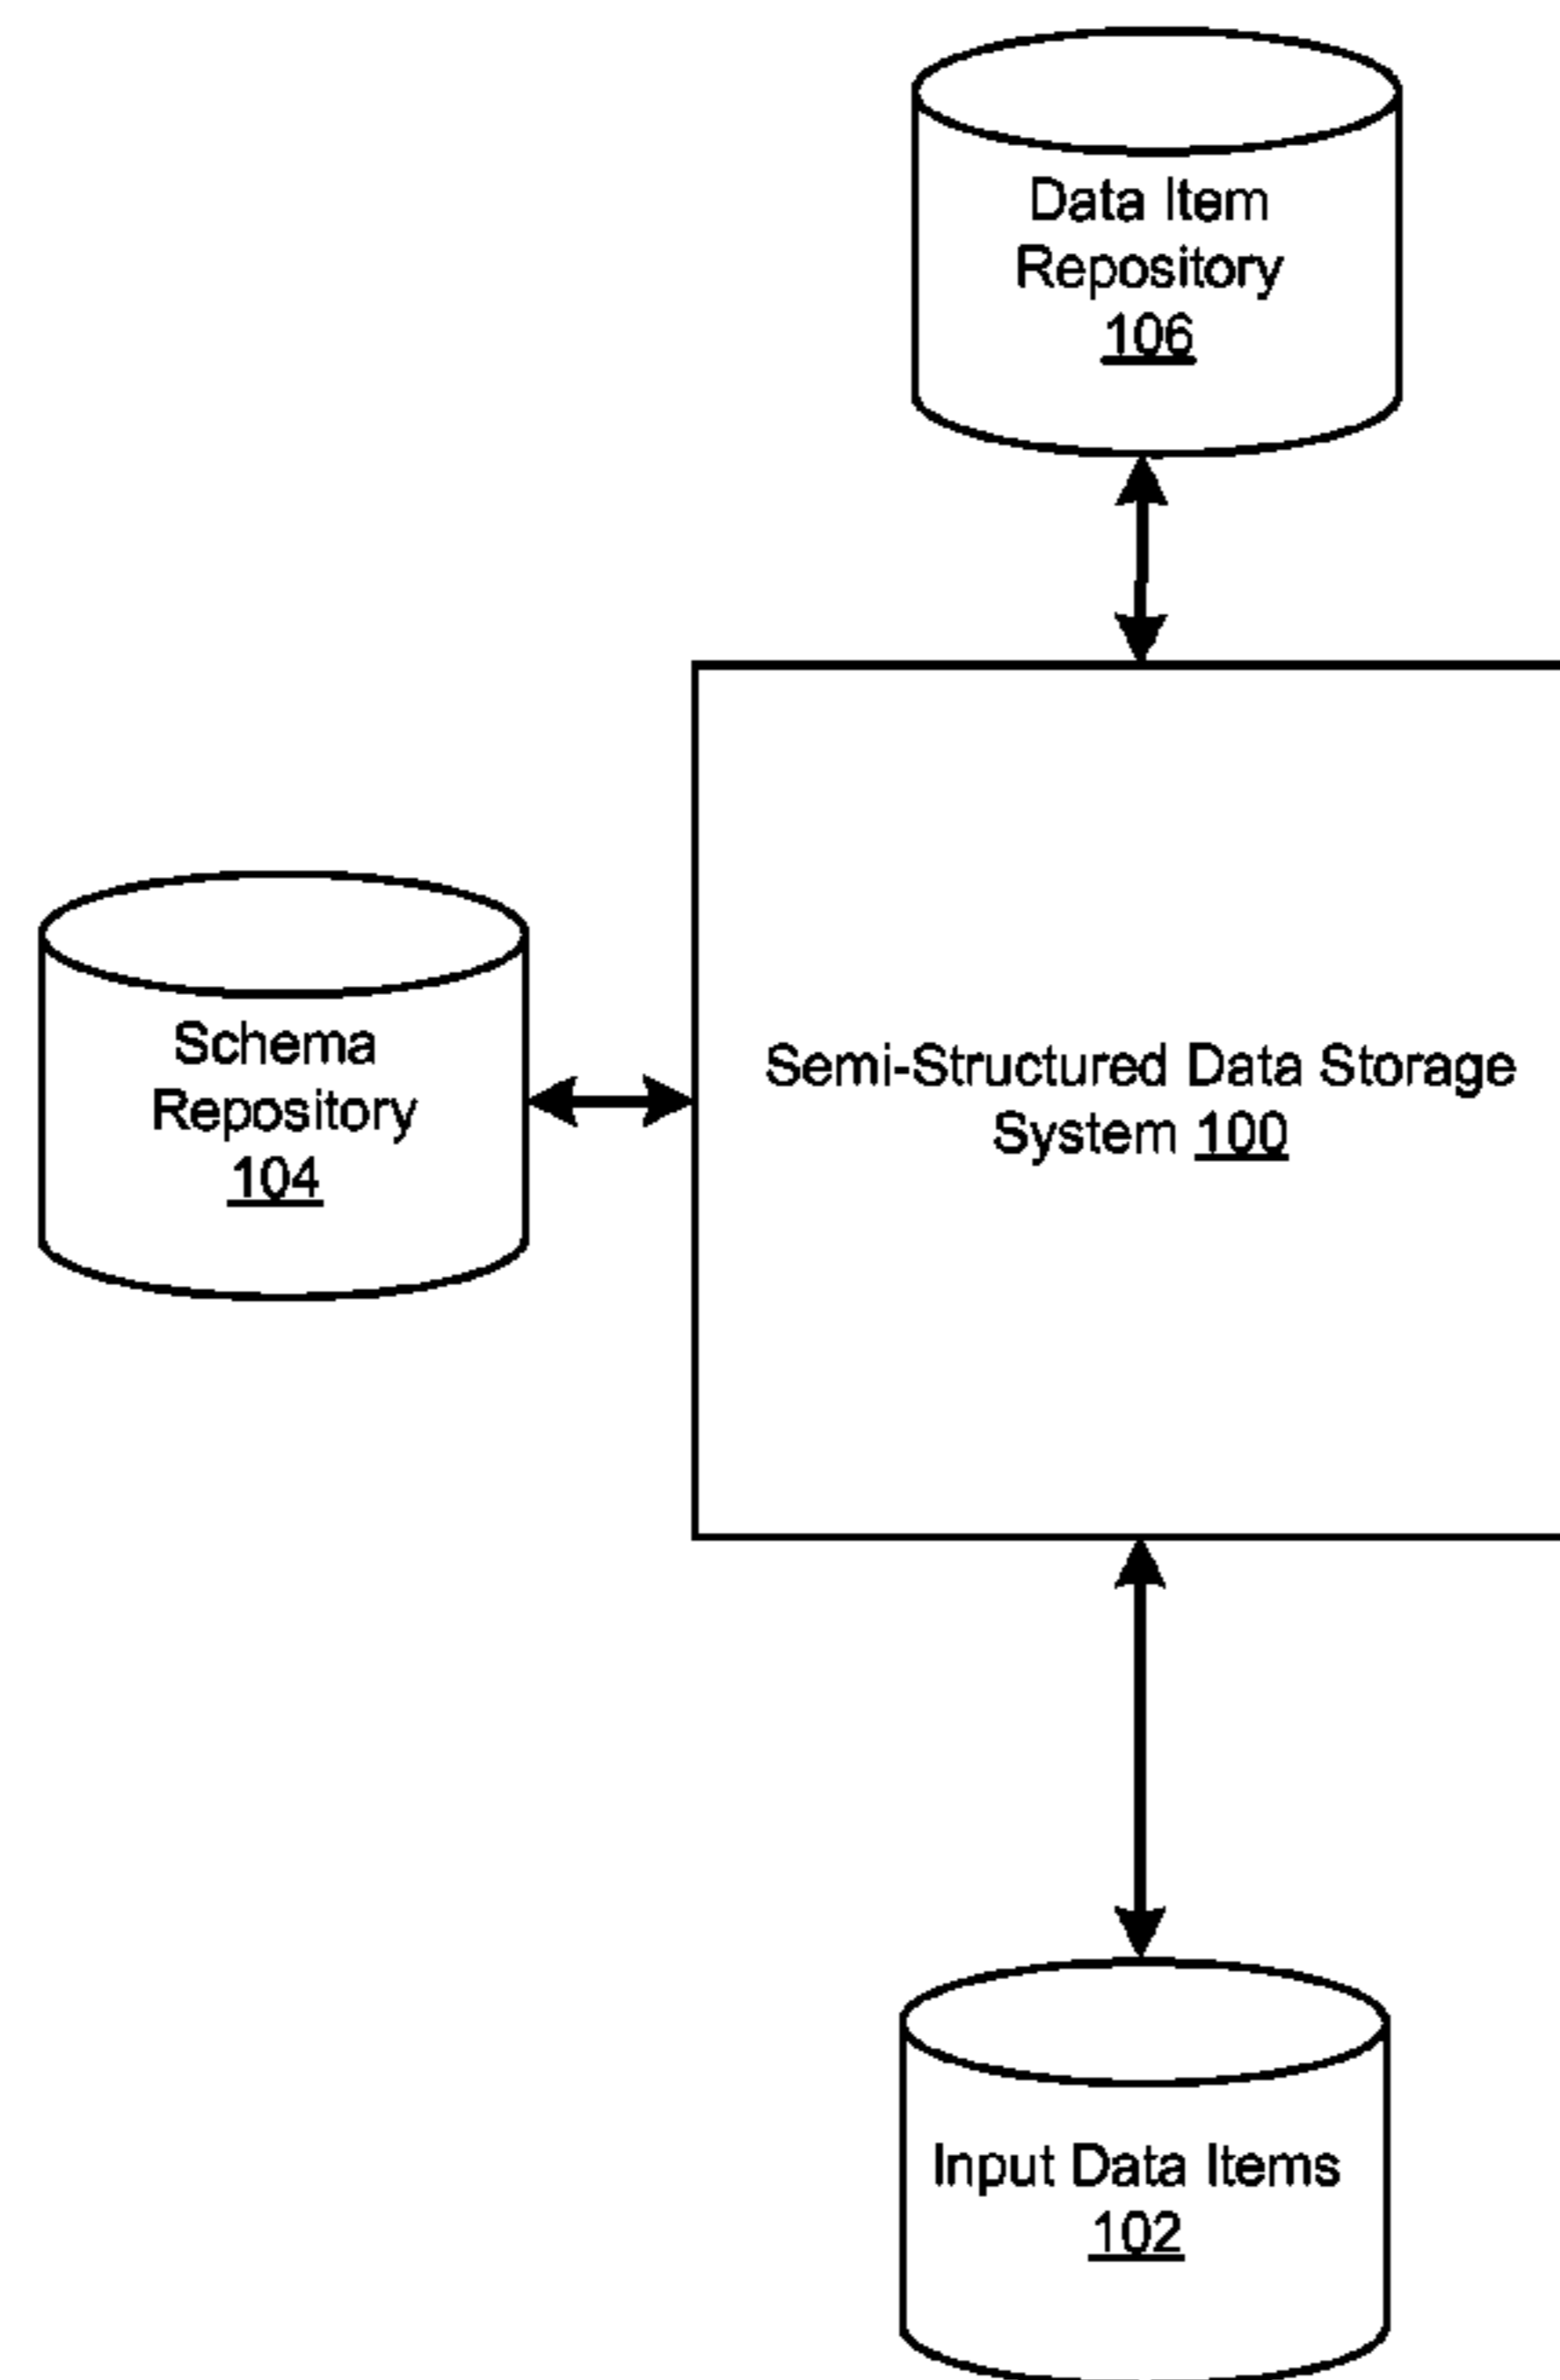 Data Item
Repository
106
Schema
Repository
104
Semi-Structured Data Storage
System 100
Input Data Items
102